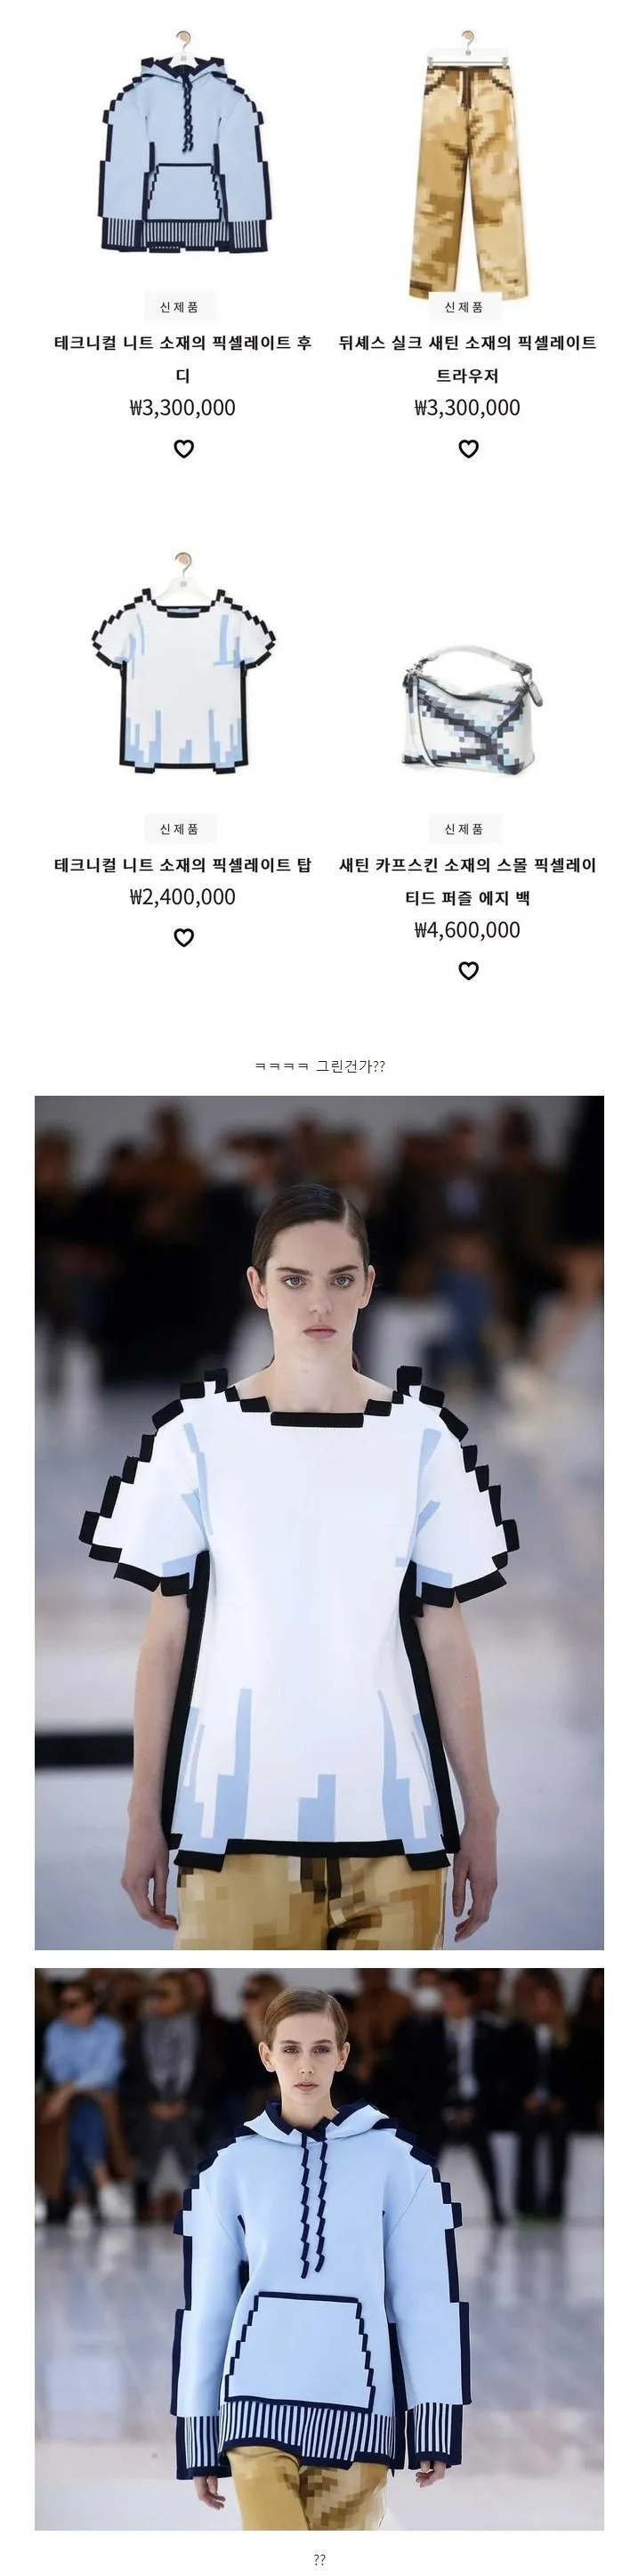 신제품
테크니컬 니트 소재의 픽셀레이트 후
디
₩3,300,000
신제품
뒤셰스 실크 새틴 소재의 픽셀레이트
트라우저
₩3,300,000
신제품
테크니컬 니트 소재의 픽셀레이트 탑
₩2,400,000
신제품
새틴 카프스킨 소재의 스몰 픽셀레이
티드 퍼즐 에지 백
₩4,600,000
ㅋㅋㅋㅋ 그린건가??
??